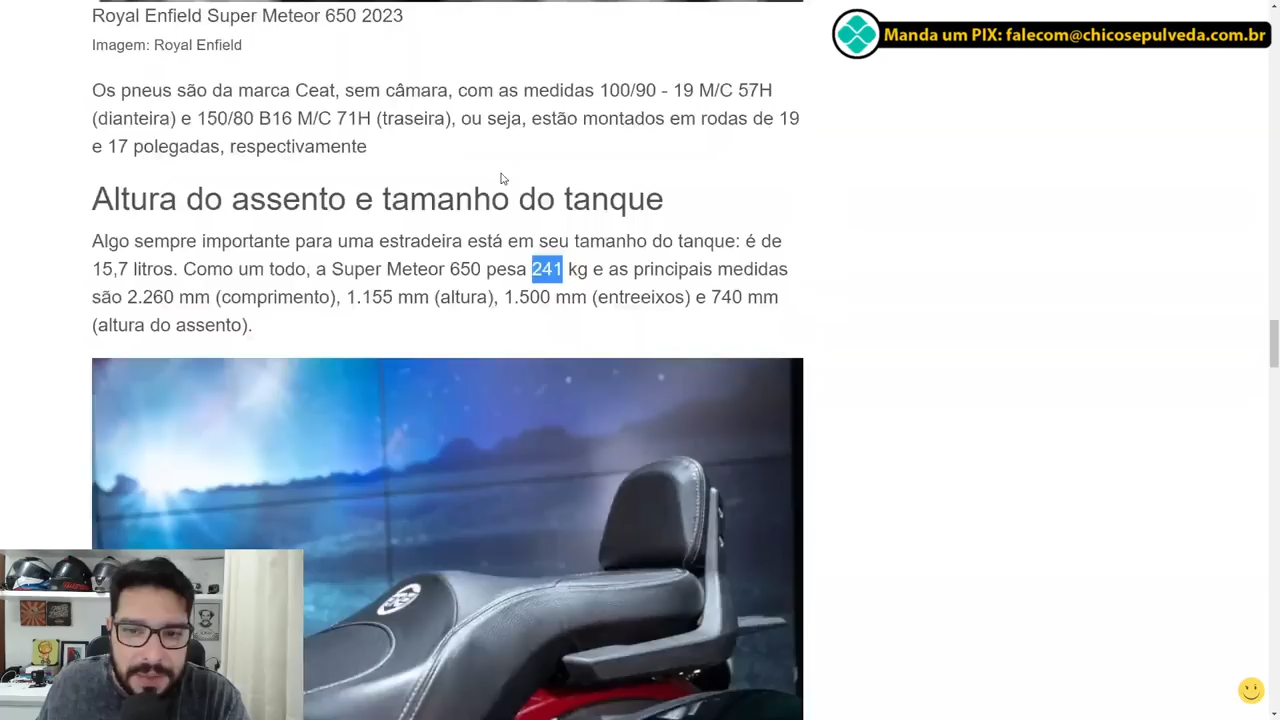 Royal Enfield Super Meteor 650 2023
Imagem: Royal Enfield
Manda um PIX: falecom@chicosepulveda.com.br
Os pneus são da marca Ceat, sem câmara, com as medidas 100/90 - 19 M/C 57H
(dianteira) e 150/80 B16 M/C 71H (traseira), ou seja, estão montados em rodas de 19
e 17 polegadas, respectivamente
Altura do assento e tamanho do tanque
Algo sempre importante para uma estradeira está em seu tamanho do tanque: é de
15,7 litros. Como um todo, a Super Meteor 650 pesa 241 kg e as principais medidas
são 2.260 mm (comprimento), 1.155 mm (altura), 1.500 mm (entreeixos) e 740 mm
(altura do assento).